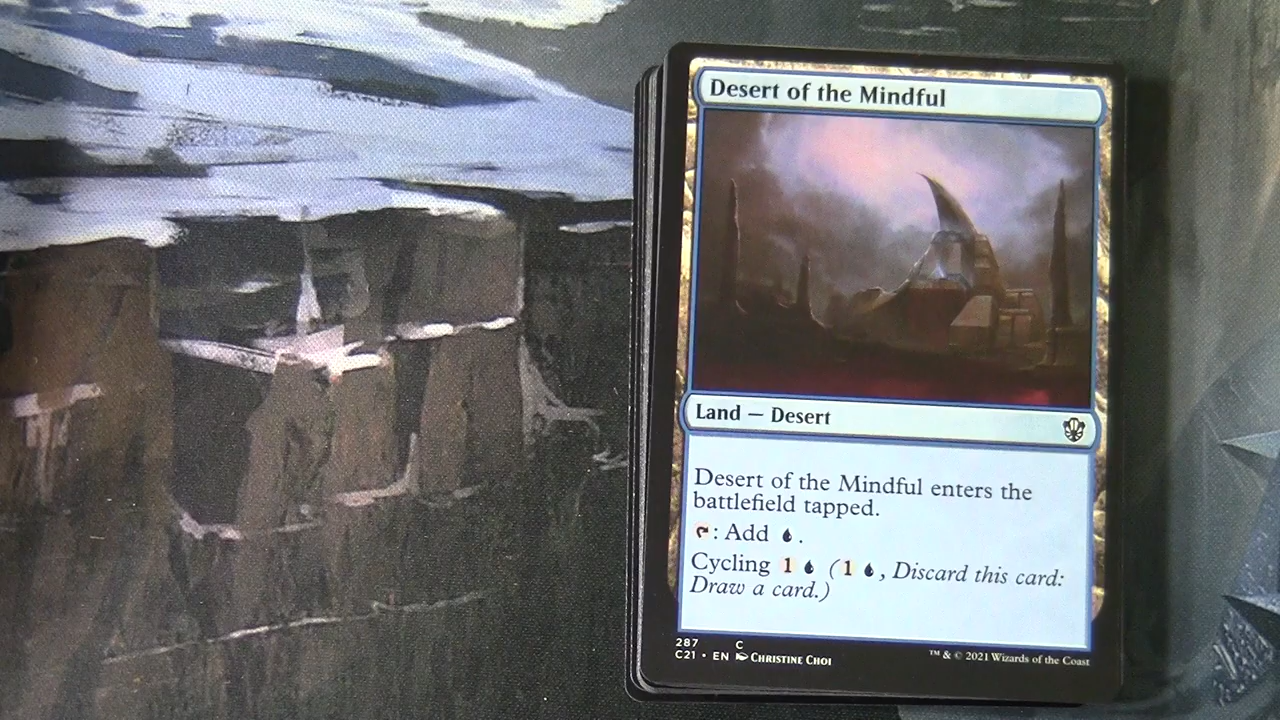 Desert of the Mindful
Land — Desert
Desert of the Mindful enters the
battlefield tapped.
: Add .
Cycling 1 (1 , Discard this card:
Draw a card.)
287 C
C21 • EN Christine Choi
™ & © 2021 Wizards of the Coast